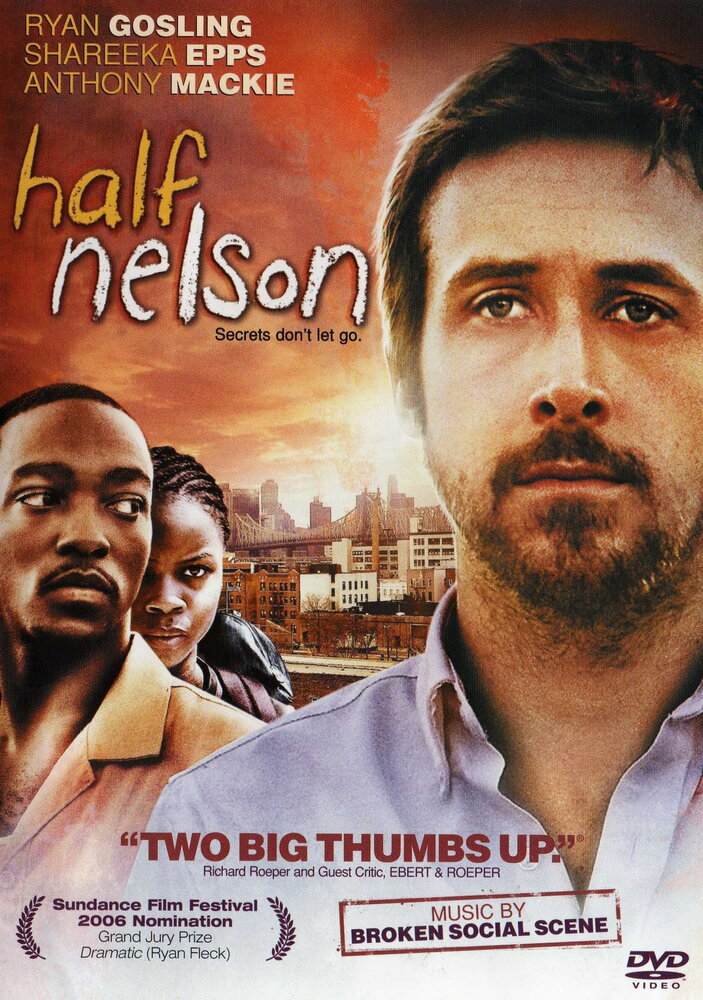 RYAN GOSLING
SHAREEKA EPPS
ANTHONY MACKIE
half
nelson
Secrets don't let go.
"TWO BIG THUMBS UP."®
Richard Roeper and Guest Critic, EBERT & ROEPER
Sundance Film Festival
2006 Nomination
Grand Jury Prize
Dramatic (Ryan Fleck)
MUSIC BY
BROKEN SOCIAL SCENE
DVD
VIDEO